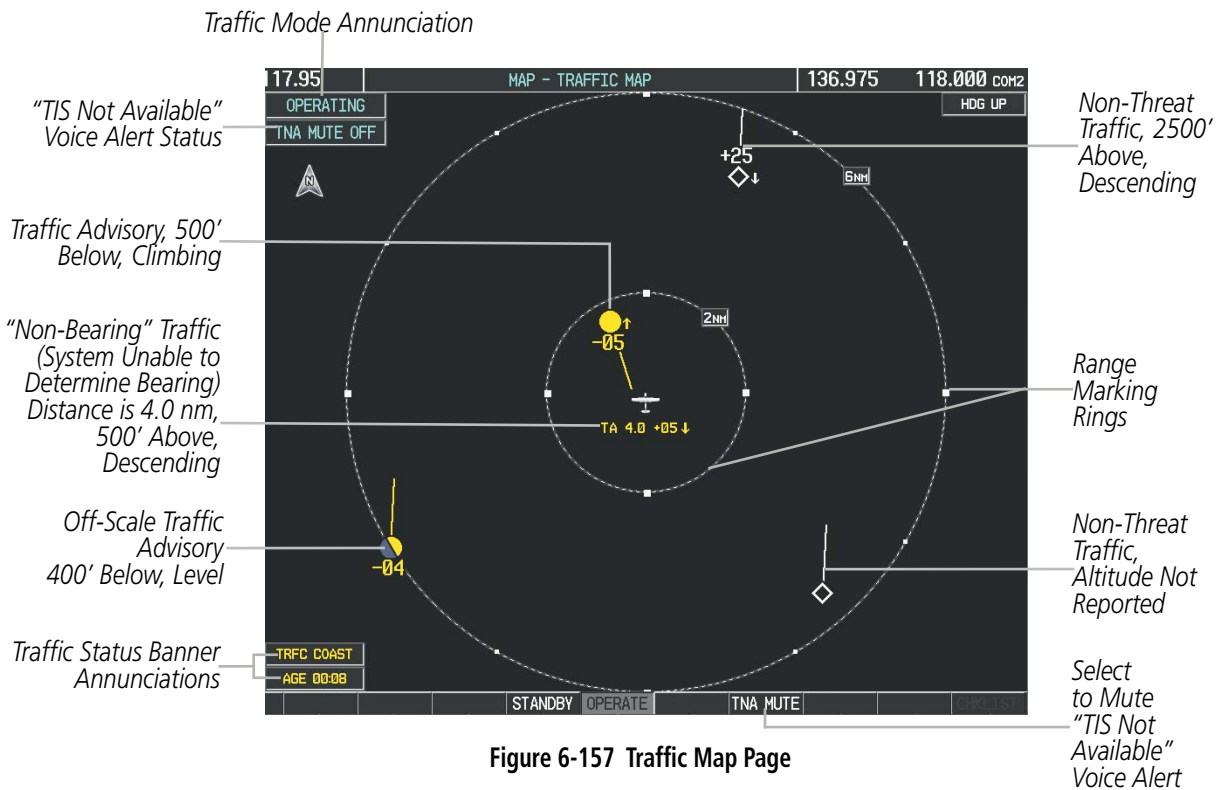 Traffic Mode Annunciation
17.95
MAP – TRAFFIC MAP
136.975
118.000 COM2
OPERATING
TNA MUTE OFF
HDG UP
“TIS Not Available”
Voice Alert Status
N
+25
↓
6NM
Non-Threat
Traffic, 2500’
Above,
Descending
Traffic Advisory, 500’
Below, Climbing
↑
-05
2NM
“Non-Bearing” Traffic
(System Unable to
Determine Bearing)
Distance is 4.0 nm,
500’ Above,
Descending
TA 4.0 +05↓
Range
Marking
Rings
Off-Scale Traffic
Advisory
400’ Below, Level
-04
Non-Threat
Traffic,
Altitude Not
Reported
Traffic Status Banner
Annunciations
TRFC COAST
AGE 00:08
STANDBY
OPERATE
TNA MUTE
CHKLIST
Select
to Mute
“TIS Not
Available”
Voice Alert
Figure 6-157 Traffic Map Page